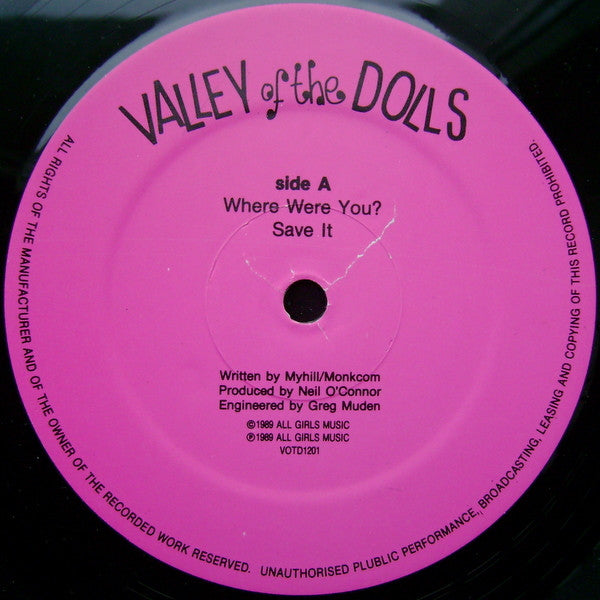 VALLEY of the DOLLS
side A
Where Were You?
Save It
Written by Myhill/Monkcom
Produced by Neil O'Connor
Engineered by Greg Muden
©1989 ALL GIRLS MUSIC
℗1989 ALL GIRLS MUSIC
VOTD1201
ALL RIGHTS OF THE MANUFACTURER AND OF THE OWNER OF THE RECORDED WORK RESERVED. UNAUTHORISED PLUBLIC PERFORMANCE, BROADCASTING, LEASING AND COPYING OF THIS RECORD PROHIBITED.